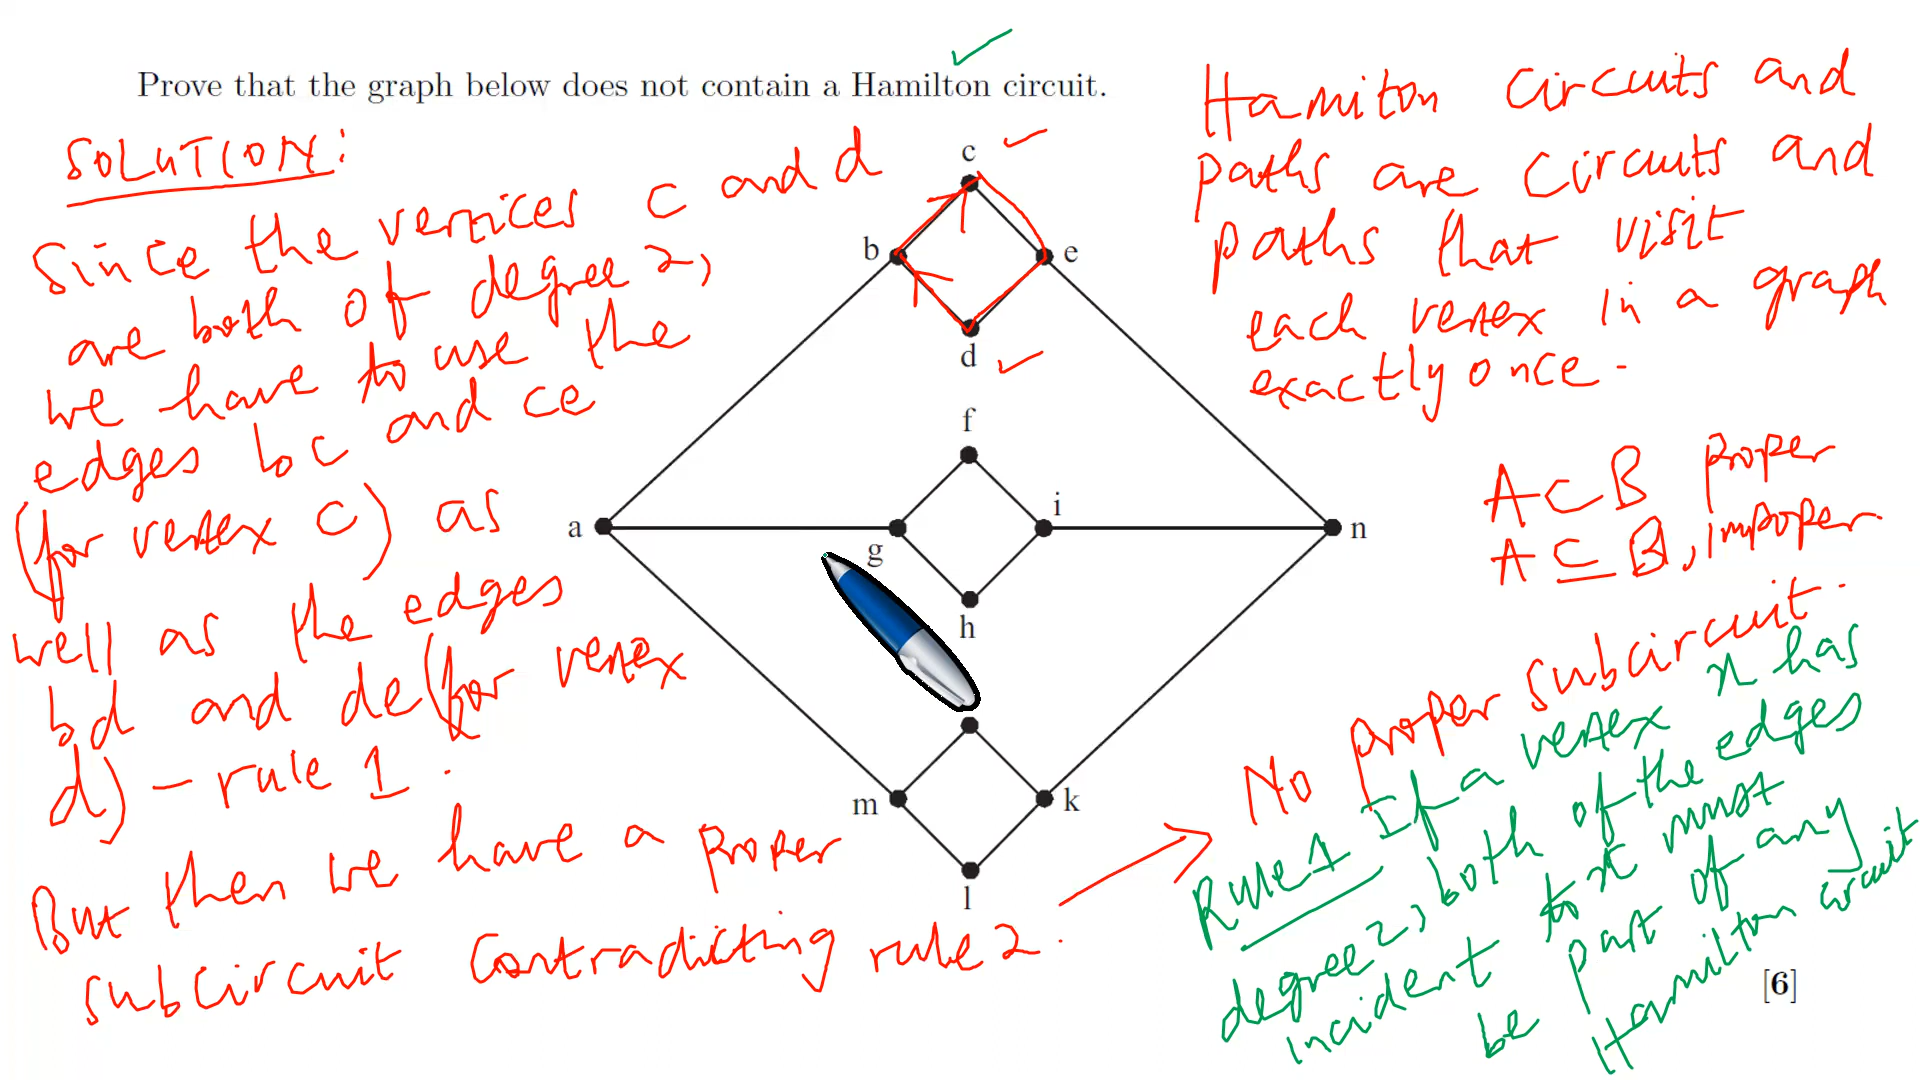 Prove that the graph below does not contain a Hamilton circuit.
SOLUTION:
Since the vertices c and d
are both of degree 2,
we have to use the
edges bc and ce
(for vertex c) as
well as the edges
bd and de (for vertex
d) - rule 1.
But then we have a proper
subcircuit contradicting rule 2.
c
b
e
d
f
a
g
i
n
h
m
k
l
Hamiton circuits and
paths are circuits and
paths that visit
each vertex in a graph
exactly once.
A ⊂ B proper
A ⊆ B, improper
No proper subcircuit.
Rule 1 If a vertex x has
degree 2, both of the edges
incident to x must
be part of any
Hamilton circuit
[6]